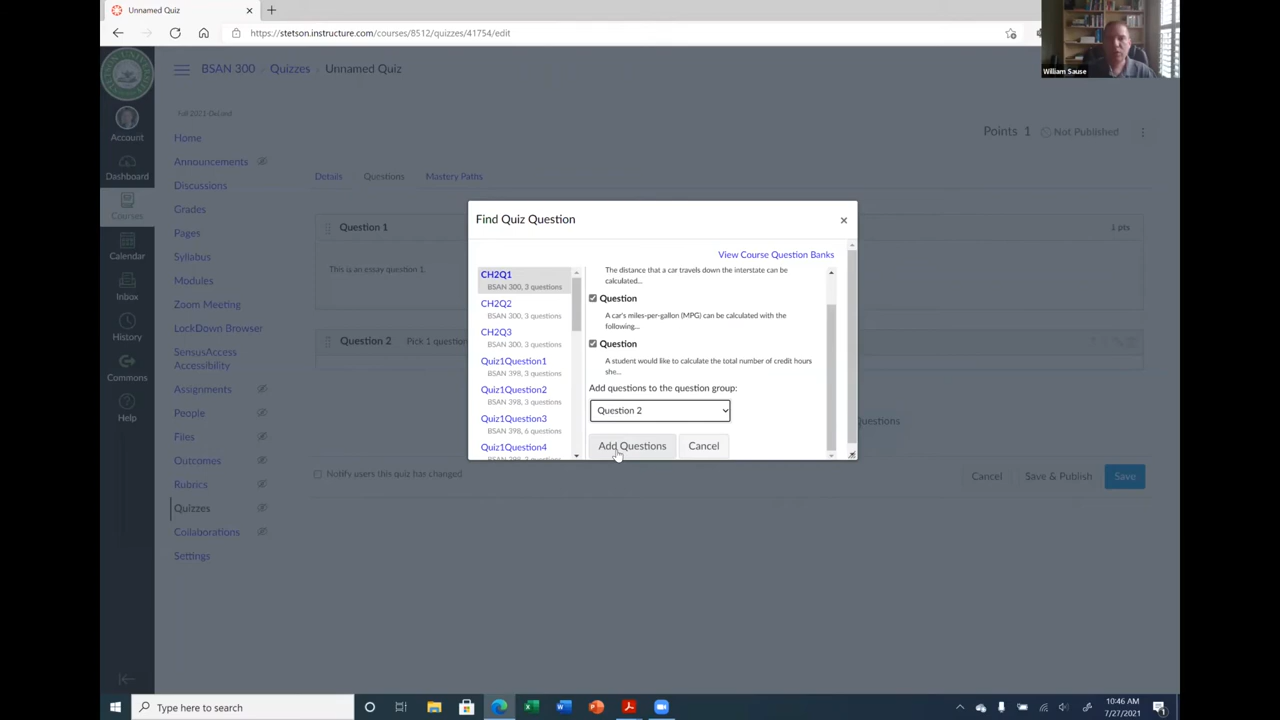 Unnamed Quiz
https://stetson.instructure.com/courses/8512/quizzes/41754/edit
William Sause
BSAN 300 › Quizzes › Unnamed Quiz
Account
Dashboard
Courses
Calendar
Inbox
History
Commons
Help
Home
Announcements
Discussions
Grades
Pages
Syllabus
Modules
Zoom Meeting
LockDown Browser
SensusAccess
Accessibility
Assignments
People
Files
Outcomes
Rubrics
Quizzes
Collaborations
Settings
Points 1 Not Published
Details Questions Mastery Paths
Question 1 1 pts
This is an essay question 1.
Question 2 Pick 1 question
Questions
Notify users this quiz has changed
Cancel Save & Publish Save
Find Quiz Question
View Course Question Banks
CH2Q1
BSAN 300, 3 questions
CH2Q2
BSAN 300, 3 questions
CH2Q3
BSAN 300, 3 questions
Quiz1Question1
BSAN 398, 3 questions
Quiz1Question2
BSAN 398, 3 questions
Quiz1Question3
BSAN 398, 6 questions
Quiz1Question4
The distance that a car travels down the interstate can be
calculated...
Question
A car's miles-per-gallon (MPG) can be calculated with the
following...
Question
A student would like to calculate the total number of credit hours
she...
Add questions to the question group:
Question 2
Add Questions Cancel
Type here to search
10:46 AM
7/27/2021